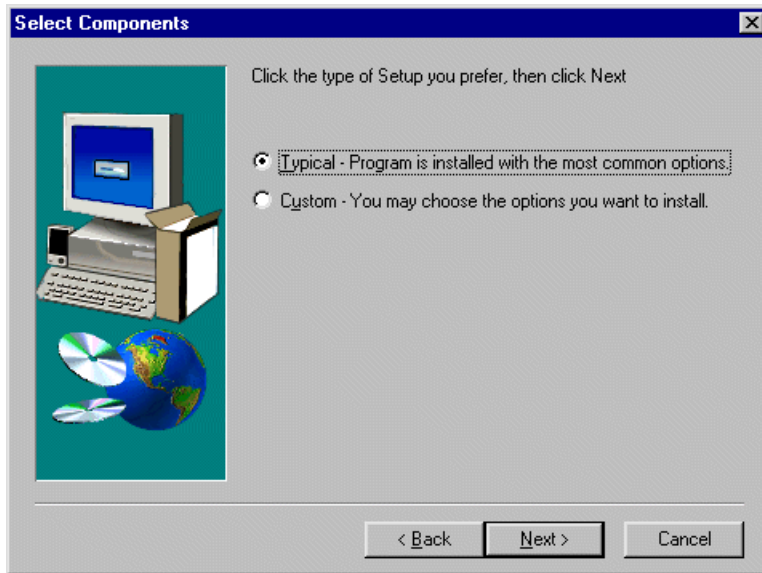 Select Components
Click the type of Setup you prefer, then click Next
Typical - Program is installed with the most common options.
Custom - You may choose the options you want to install.
< Back
Next >
Cancel